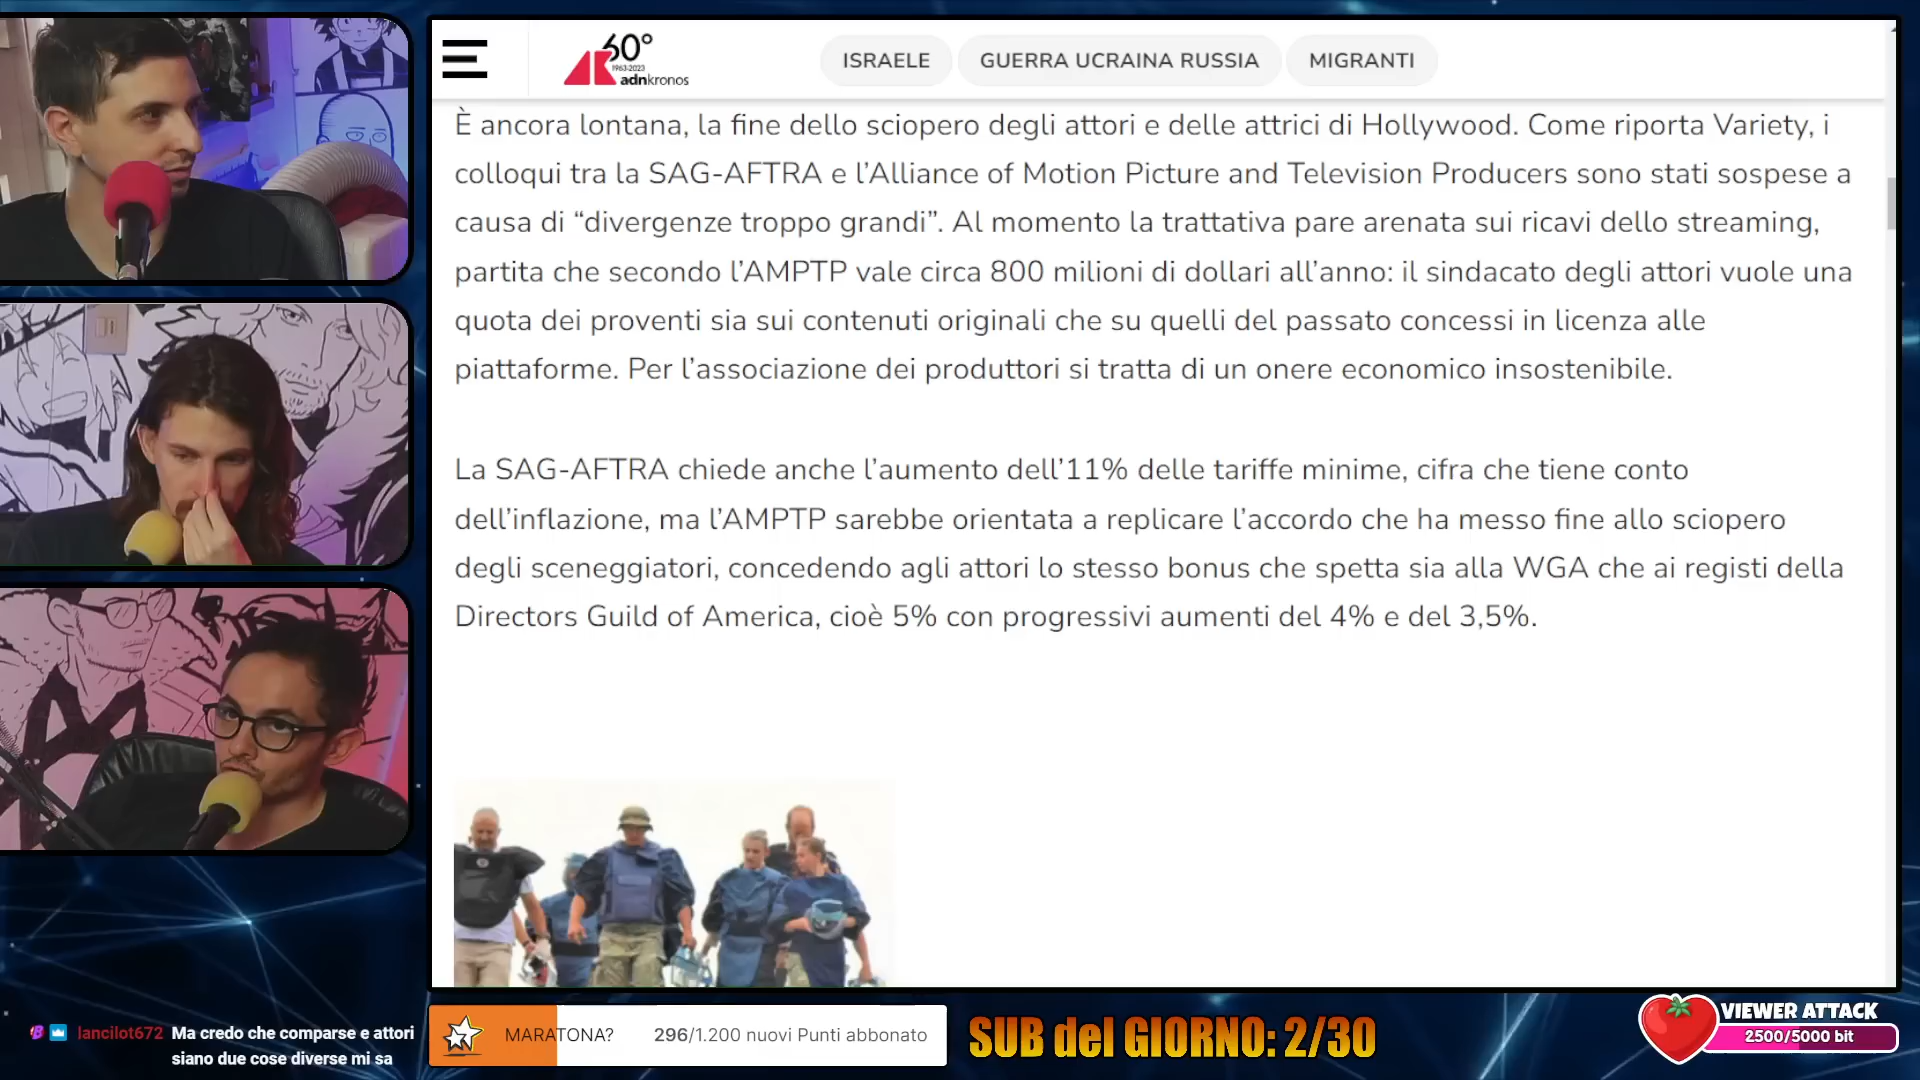 60°
1963-2023
adnkronos
ISRAELE
GUERRA UCRAINA RUSSIA
MIGRANTI
È ancora lontana, la fine dello sciopero degli attori e delle attrici di Hollywood. Come riporta Variety, i
colloqui tra la SAG-AFTRA e l’Alliance of Motion Picture and Television Producers sono stati sospese a
causa di “divergenze troppo grandi”. Al momento la trattativa pare arenata sui ricavi dello streaming,
partita che secondo l’AMPTP vale circa 800 milioni di dollari all’anno: il sindacato degli attori vuole una
quota dei proventi sia sui contenuti originali che su quelli del passato concessi in licenza alle
piattaforme. Per l’associazione dei produttori si tratta di un onere economico insostenibile.
La SAG-AFTRA chiede anche l’aumento dell’11% delle tariffe minime, cifra che tiene conto
dell’inflazione, ma l’AMPTP sarebbe orientata a replicare l’accordo che ha messo fine allo sciopero
degli sceneggiatori, concedendo agli attori lo stesso bonus che spetta sia alla WGA che ai registi della
Directors Guild of America, cioè 5% con progressivi aumenti del 4% e del 3,5%.
lancilot672 Ma credo che comparse e attori
siano due cose diverse mi sa
MARATONA?
296/1.200 nuovi Punti abbonato
SUB del GIORNO: 2/30
VIEWER ATTACK
2500/5000 bit